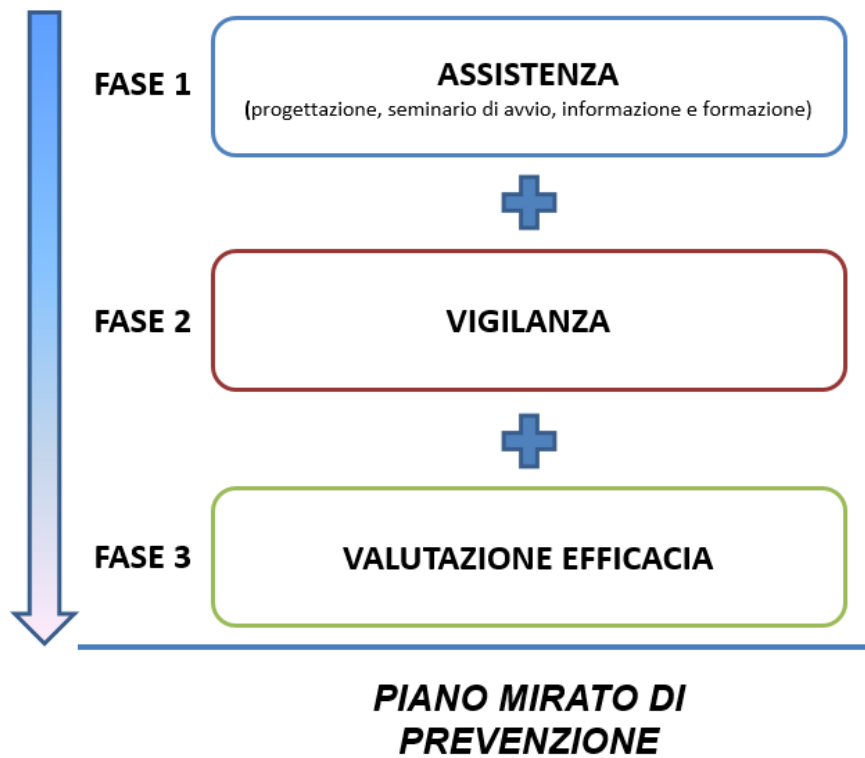 FASE 1
ASSISTENZA
(progettazione, seminario di avvio, informazione e formazione)
FASE 2
VIGILANZA
FASE 3
VALUTAZIONE EFFICACIA
PIANO MIRATO DI
PREVENZIONE